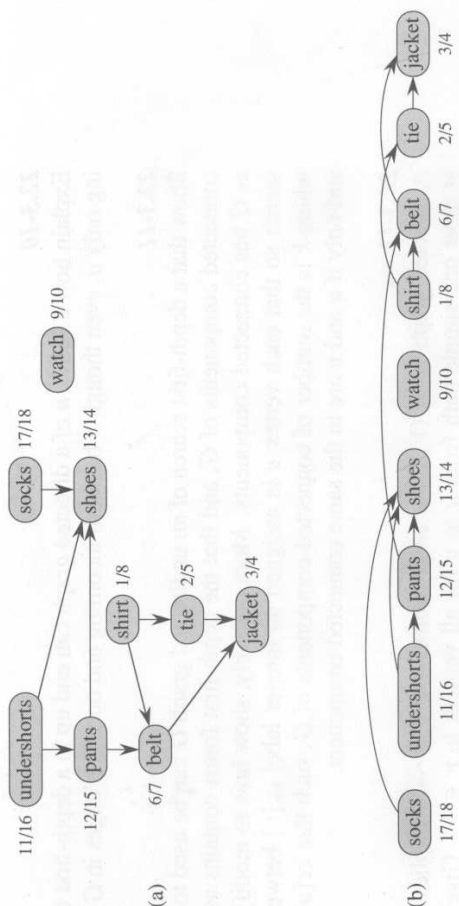 11/16 undershorts socks 17/18
watch 9/10
12/15 pants shoes 13/14
shirt 1/8
6/7 belt
tie 2/5
jacket 3/4
(a)
(b) socks undershorts pants shoes watch shirt belt tie jacket
17/18 11/16 12/15 13/14 9/10 1/8 6/7 2/5 3/4